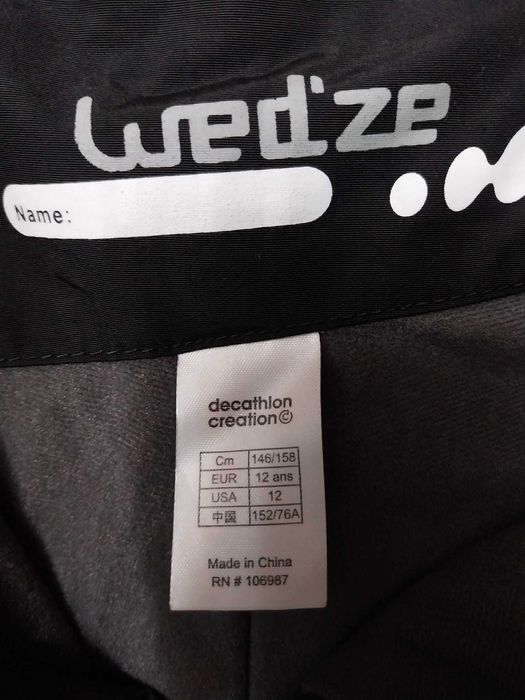 wed'ze
Name:
decathlon
creation©
Cm 146/158
EUR 12 ans
USA 12
中国 152/76A
Made in China
RN # 106987